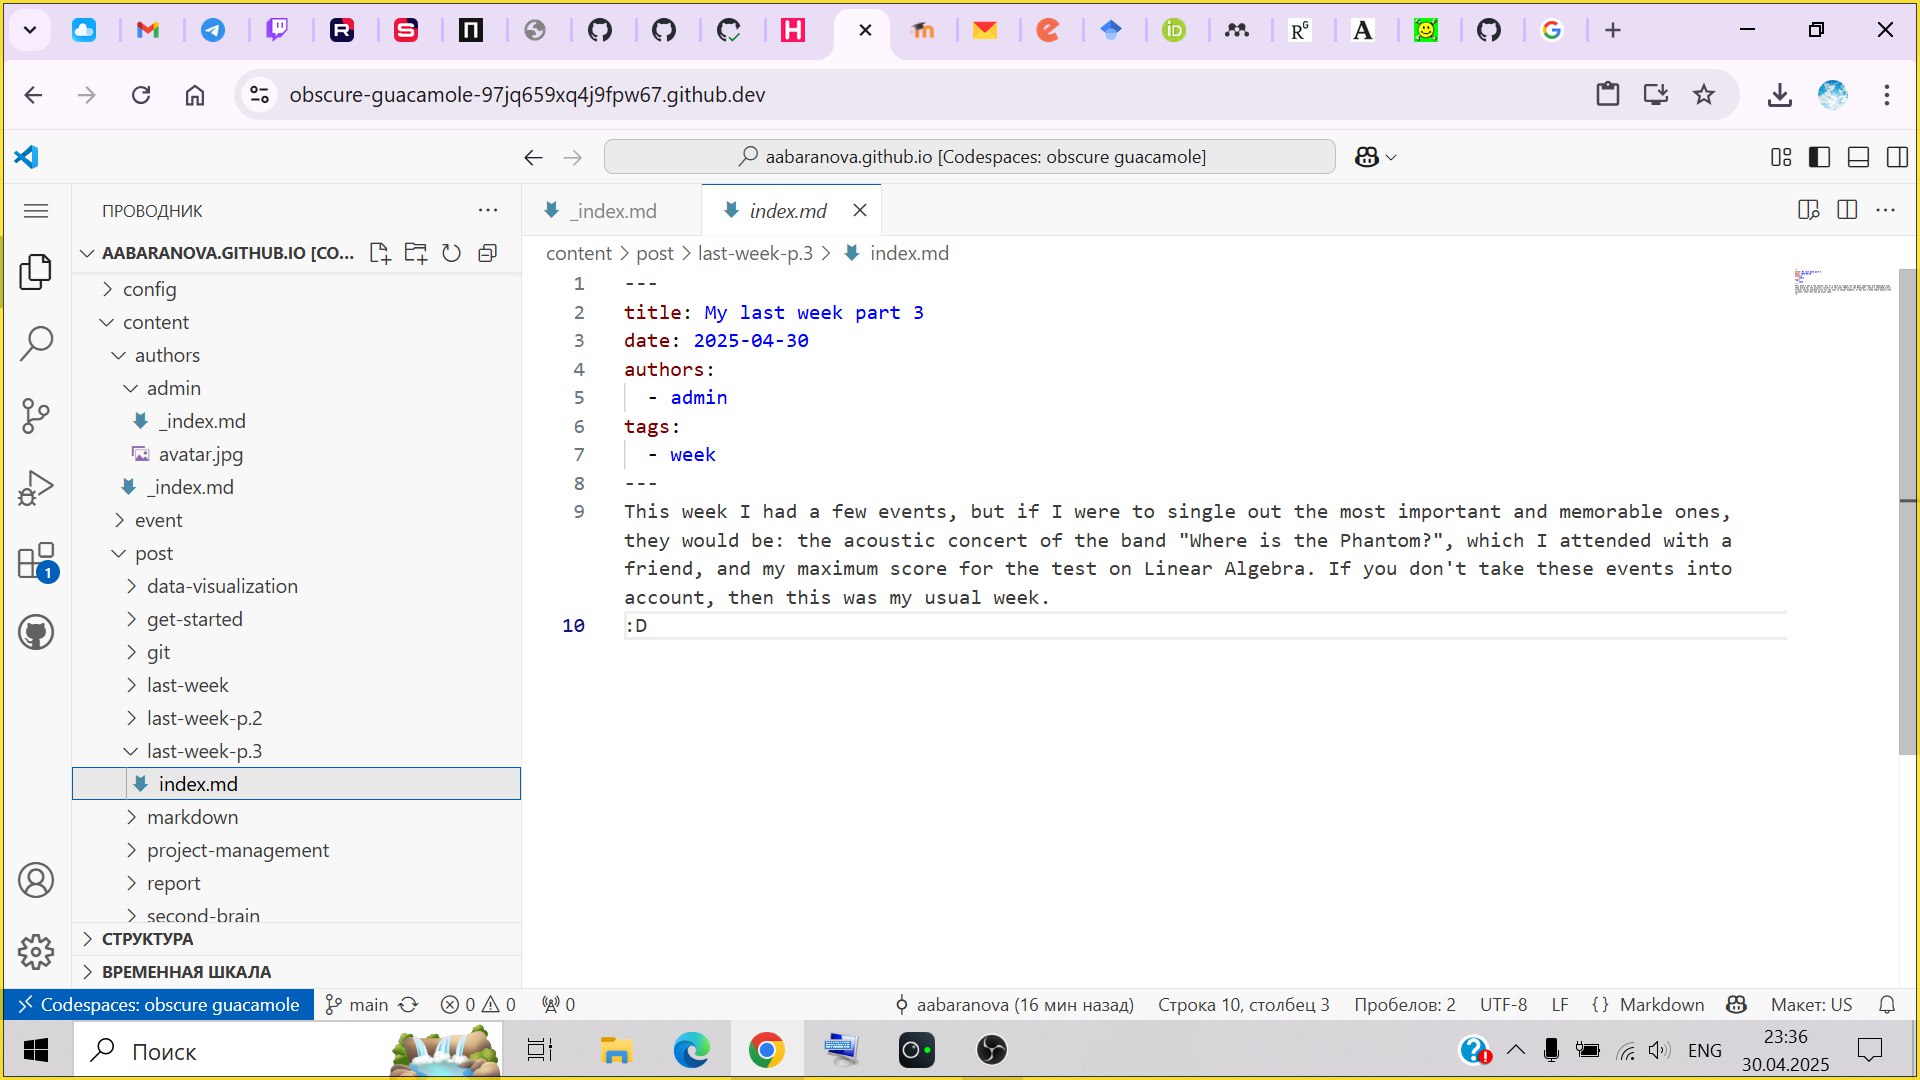 obscure-guacamole-97jq659xq4j9fpw67.github.dev
aabaranova.github.io [Codespaces: obscure guacamole]
ПРОВОДНИК
_index.md
index.md
AABARANOVA.GITHUB.IO [CO...
content > post > last-week-p.3 > index.md
config
content
authors
admin
_index.md
avatar.jpg
_index.md
event
post
data-visualization
get-started
git
last-week
last-week-p.2
last-week-p.3
index.md
markdown
project-management
report
second-brain
СТРУКТУРА
ВРЕМЕННАЯ ШКАЛА
1
1 ---
2 title: My last week part 3
3 date: 2025-04-30
4 authors:
5 - admin
6 tags:
7 - week
8 ---
9 This week I had a few events, but if I were to single out the most important and memorable ones,
they would be: the acoustic concert of the band "Where is the Phantom?", which I attended with a
friend, and my maximum score for the test on Linear Algebra. If you don't take these events into
account, then this was my usual week.
10 :D
Codespaces: obscure guacamole
main
0 0
0
aabaranova (16 мин назад)
Строка 10, столбец 3
Пробелов: 2
UTF-8
LF
{ } Markdown
Макет: US
Поиск
ENG
23:36
30.04.2025